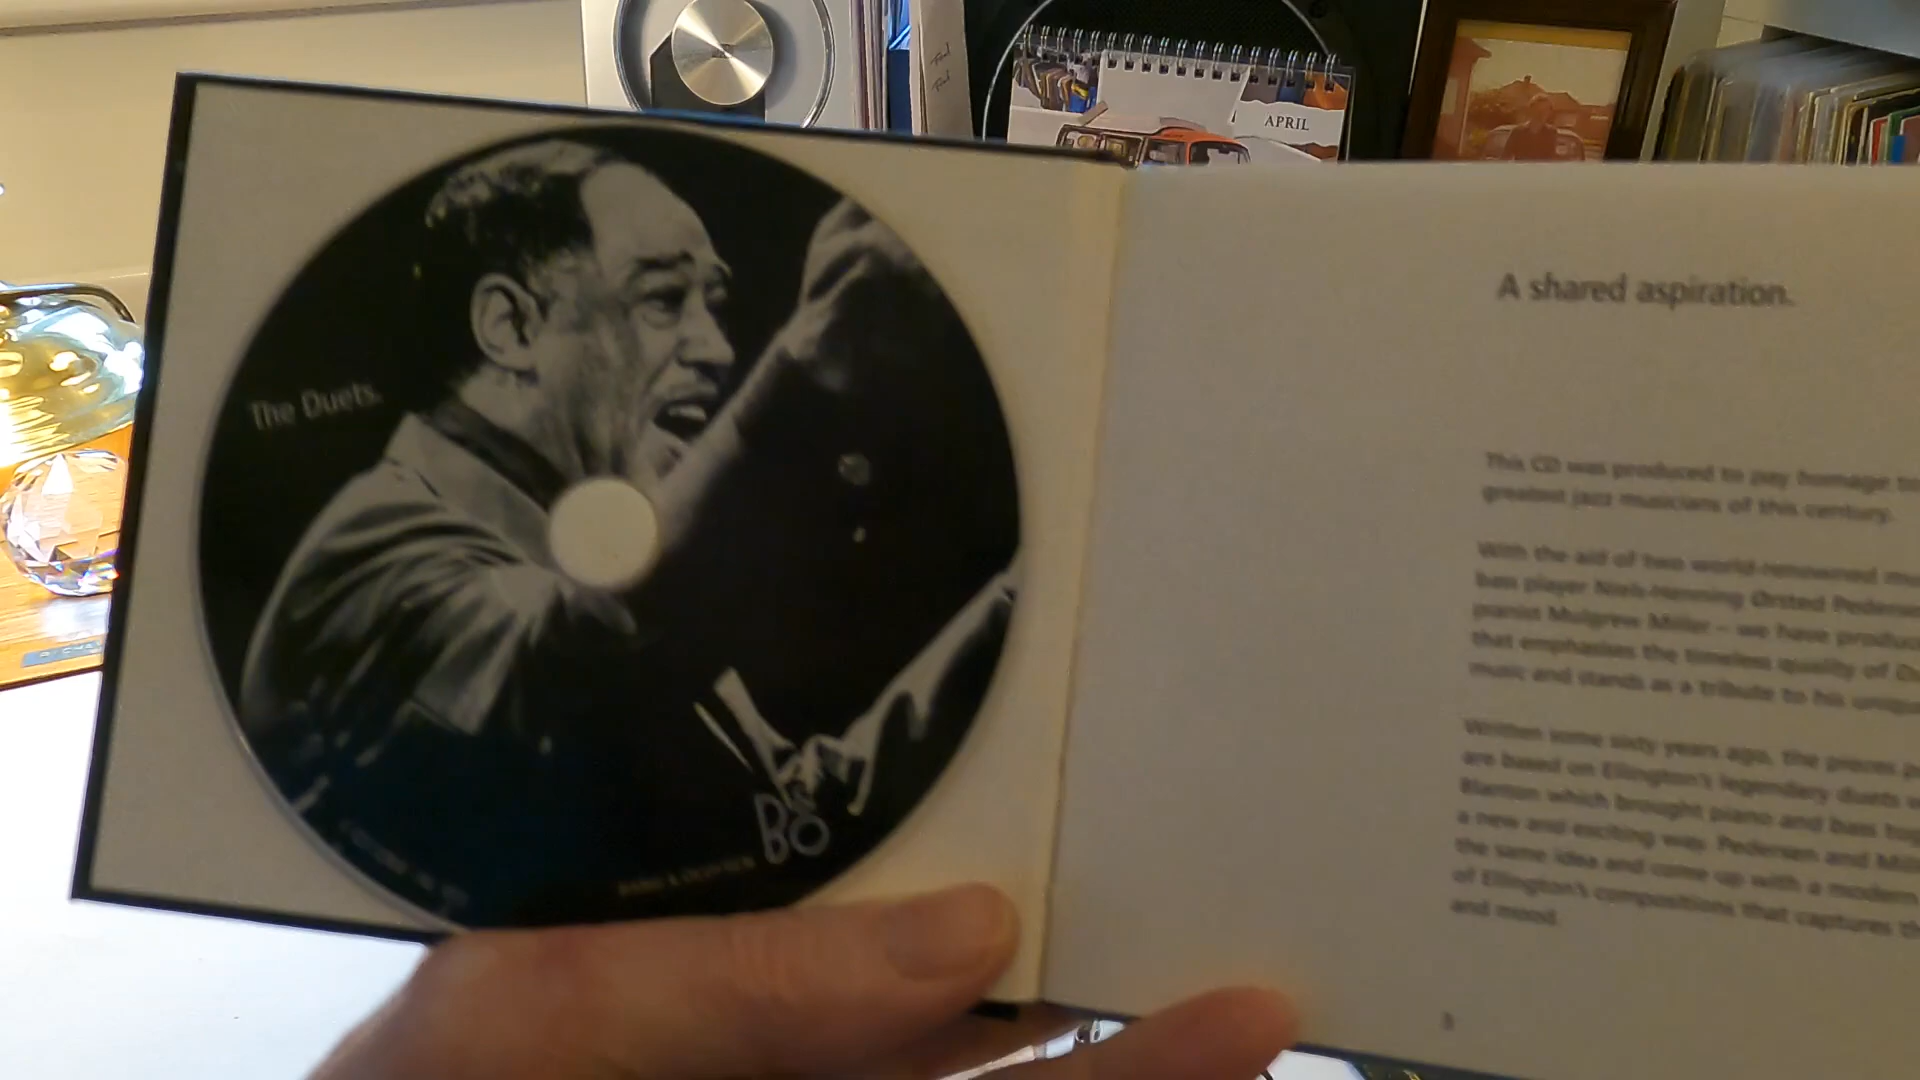 APRIL
The Duets.
B&O
BANG & OLUFSEN
A shared aspiration.
This CD was produced to pay homage to
greatest jazz musicians of this century.
With the aid of two world-renowned
bass player Niels-Henning Ørsted Pedersen
pianist Mulgrew Miller – we have
that emphasises the timeless quality of
music and stands as a tribute to his
Written some sixty years ago, the pieces
are based on Ellington's legendary duets
Blanton which brought piano and bass
a new and exciting way. Pedersen and
the same idea and come up with a modern
of Ellington's compositions that captures
and mood.
3